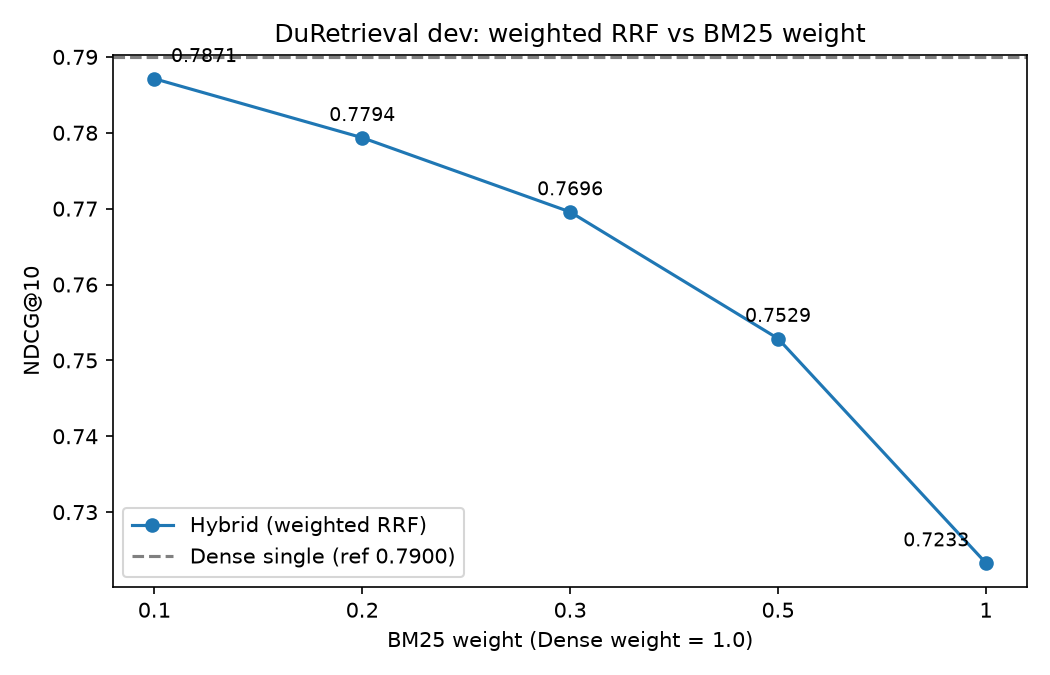 DuRetrieval dev: weighted RRF vs BM25 weight
0.79
0.78
0.77
0.76
0.75
0.74
0.73
NDCG@10
0.7871
0.7794
0.7696
0.7529
0.7233
Hybrid (weighted RRF)
Dense single (ref 0.7900)
0.1 0.2 0.3 0.5 1
BM25 weight (Dense weight = 1.0)